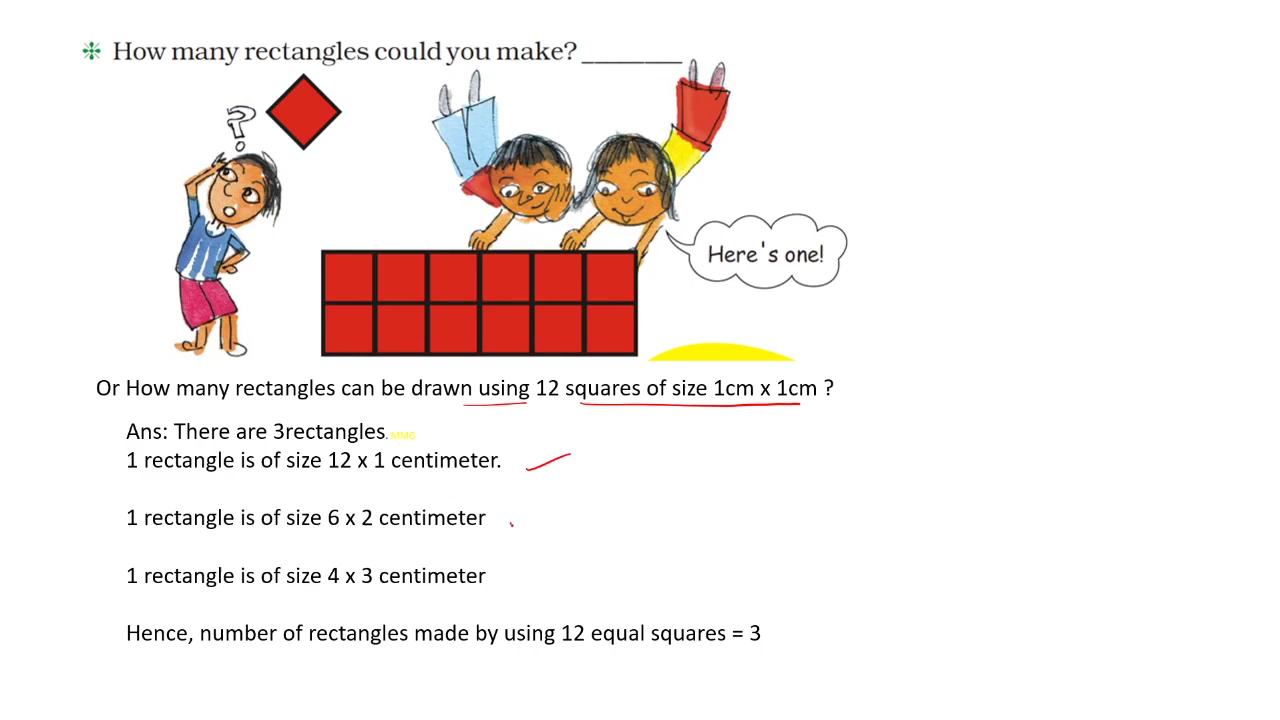 ❉ How many rectangles could you make? ________
?
Here's one!
Or How many rectangles can be drawn using 12 squares of size 1cm x 1cm ?
Ans: There are 3rectangles. MMG
1 rectangle is of size 12 x 1 centimeter.
1 rectangle is of size 6 x 2 centimeter
1 rectangle is of size 4 x 3 centimeter
Hence, number of rectangles made by using 12 equal squares = 3